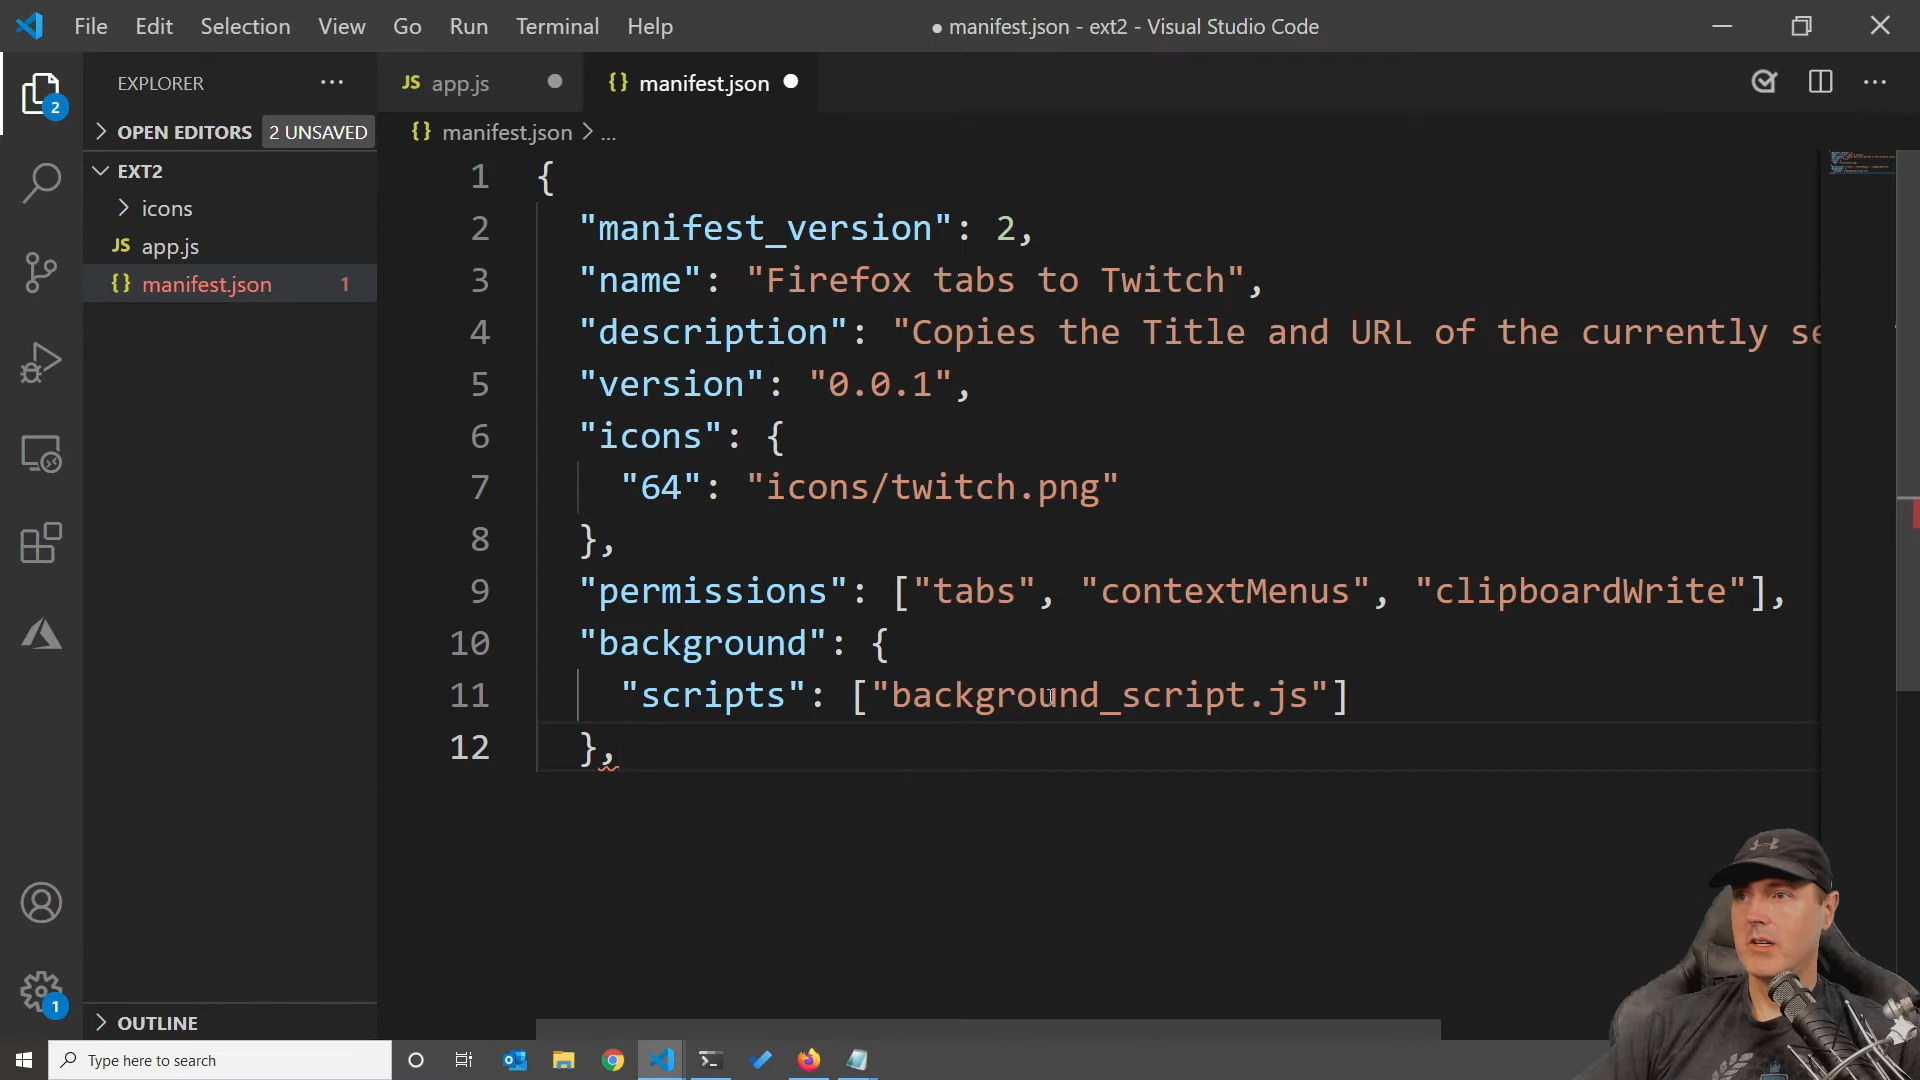 File Edit Selection View Go Run Terminal Help
● manifest.json - ext2 - Visual Studio Code
EXPLORER ...
JS app.js
{} manifest.json
...
2
OPEN EDITORS 2 UNSAVED
{} manifest.json > ...
EXT2
icons
JS app.js
{} manifest.json 1
1 {
2 "manifest_version": 2,
3 "name": "Firefox tabs to Twitch",
4 "description": "Copies the Title and URL of the currently se
5 "version": "0.0.1",
6 "icons": {
7 "64": "icons/twitch.png"
8 },
9 "permissions": ["tabs", "contextMenus", "clipboardWrite"],
10 "background": {
11 "scripts": ["background_script.js"]
12 },
1
OUTLINE
Type here to search